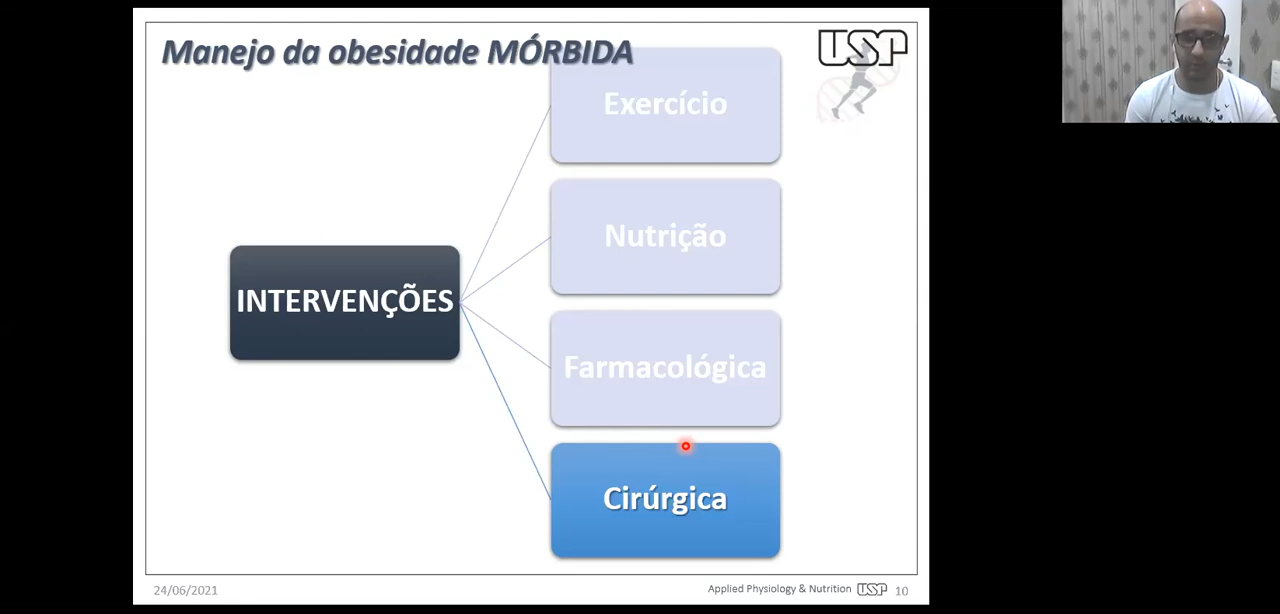 Manejo da obesidade MÓRBIDA
USP
Exercício
Nutrição
INTERVENÇÕES
Farmacológica
Cirúrgica
24/06/2021
Applied Physiology & Nutrition USP 10